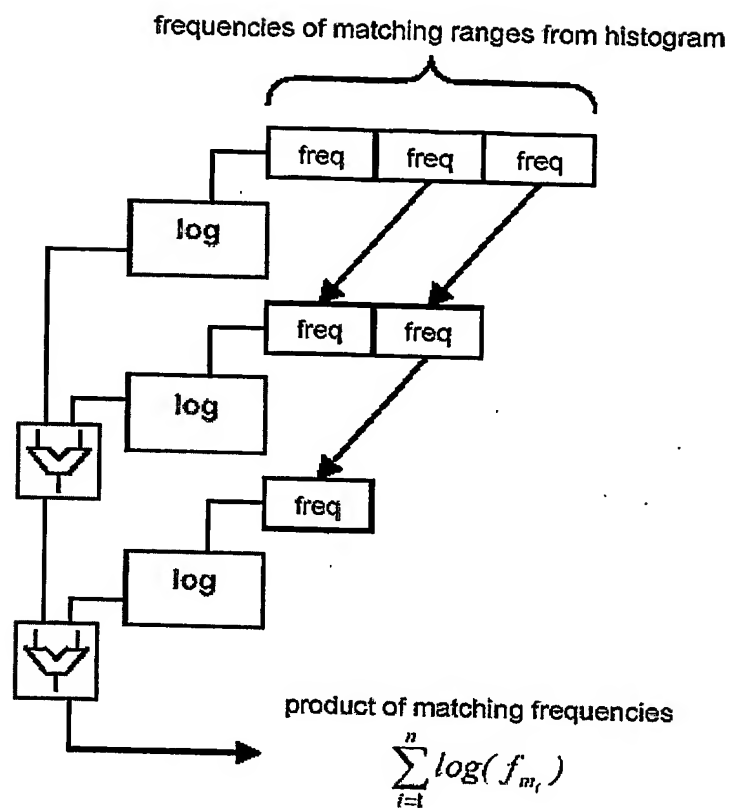 frequencies of matching ranges from histogram
freq freq freq
log
freq freq
log
freq
log
product of matching frequencies
n
∑ log( f_{m_i} )
i=1